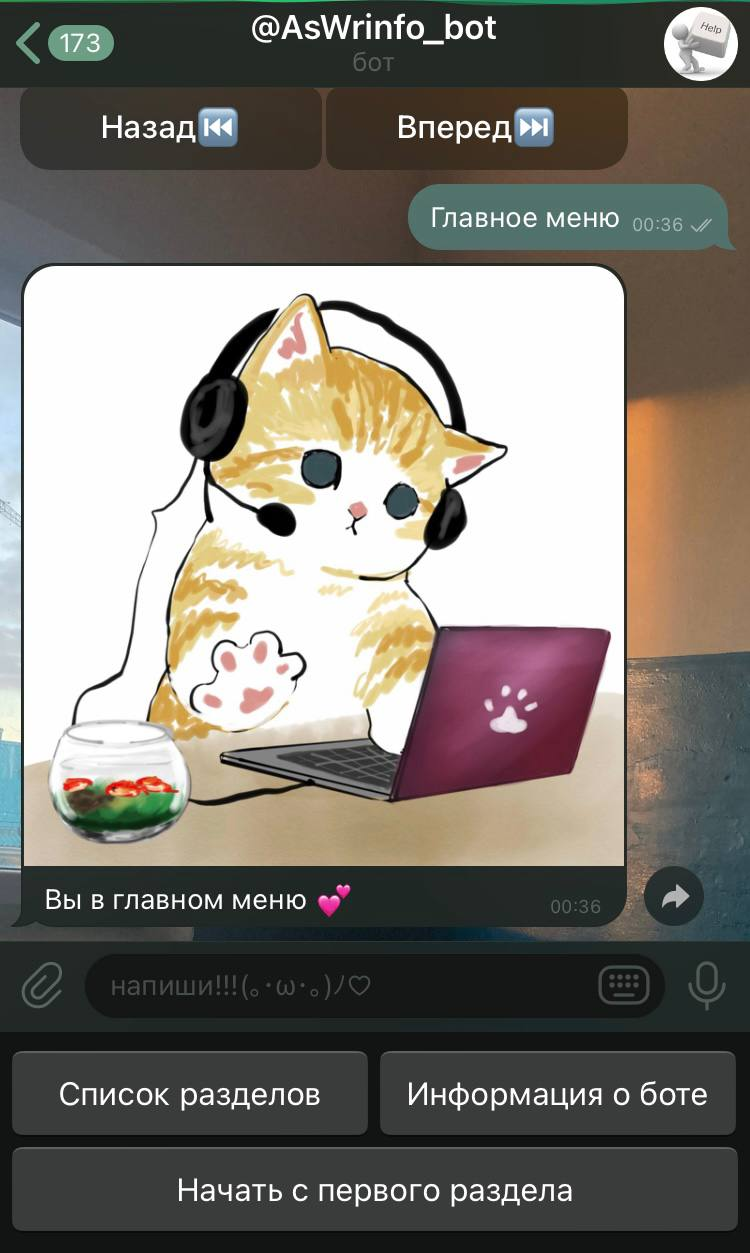 @AsWrinfo_bot
173
бот
Help
Назад⏮
Вперед⏭
Главное меню 00:36
Вы в главном меню 💕 00:36
напиши!!!(｡･ω･｡)ﾉ♡
Список разделов
Информация о боте
Начать с первого раздела